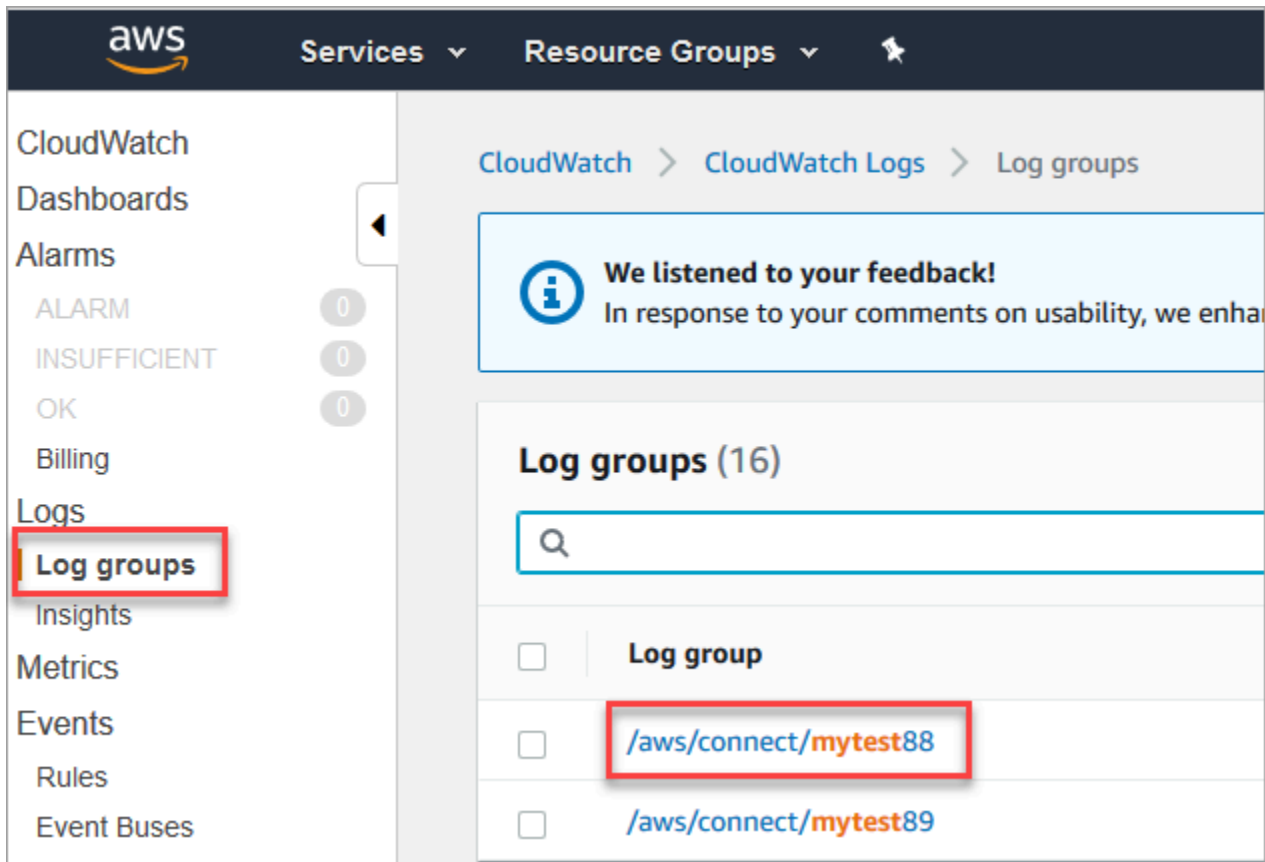 aws
Services
Resource Groups
CloudWatch
Dashboards
Alarms
ALARM 0
INSUFFICIENT 0
OK 0
Billing
Logs
Log groups
Insights
Metrics
Events
Rules
Event Buses
CloudWatch > CloudWatch Logs > Log groups
We listened to your feedback!
In response to your comments on usability, we enha
Log groups (16)
Log group
/aws/connect/mytest88
/aws/connect/mytest89